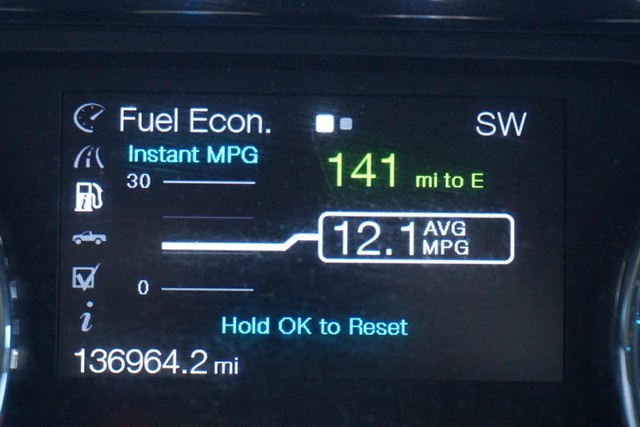 Fuel Econ.
SW
Instant MPG
141 mi to E
30
12.1 AVG MPG
0
Hold OK to Reset
136964.2 mi